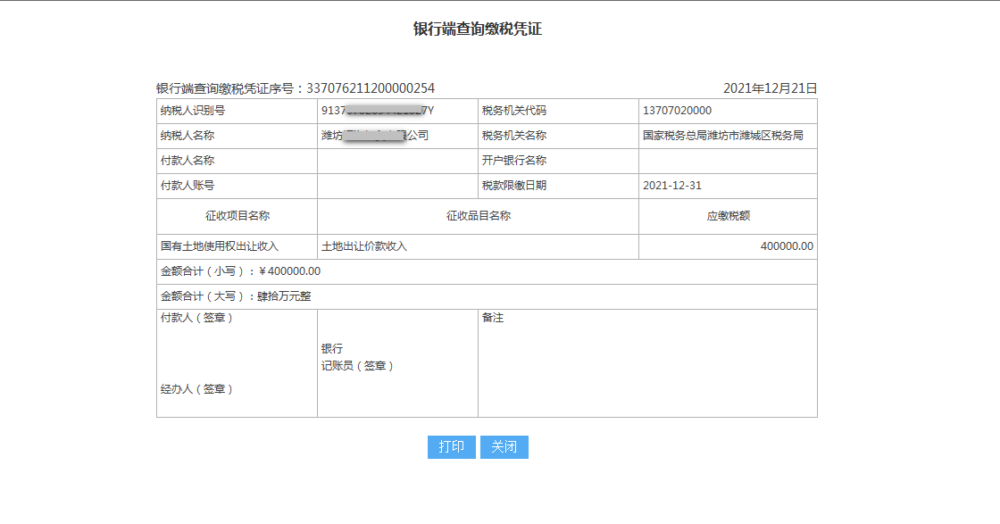 银行端查询缴税凭证
银行端查询缴税凭证序号：337076211200000254 2021年12月21日
纳税人识别号 9137 7Y 税务机关代码 13707020000
纳税人名称 潍坊 公司 税务机关名称 国家税务总局潍坊市潍城区税务局
付款人名称 开户银行名称
付款人账号 税款限缴日期 2021-12-31
征收项目名称 征收品目名称 应缴税额
国有土地使用权出让收入 土地出让价款收入 400000.00
金额合计（小写）：￥400000.00
金额合计（大写）：肆拾万元整
付款人（签章） 备注
银行
记账员（签章）
经办人（签章）
打印 关闭